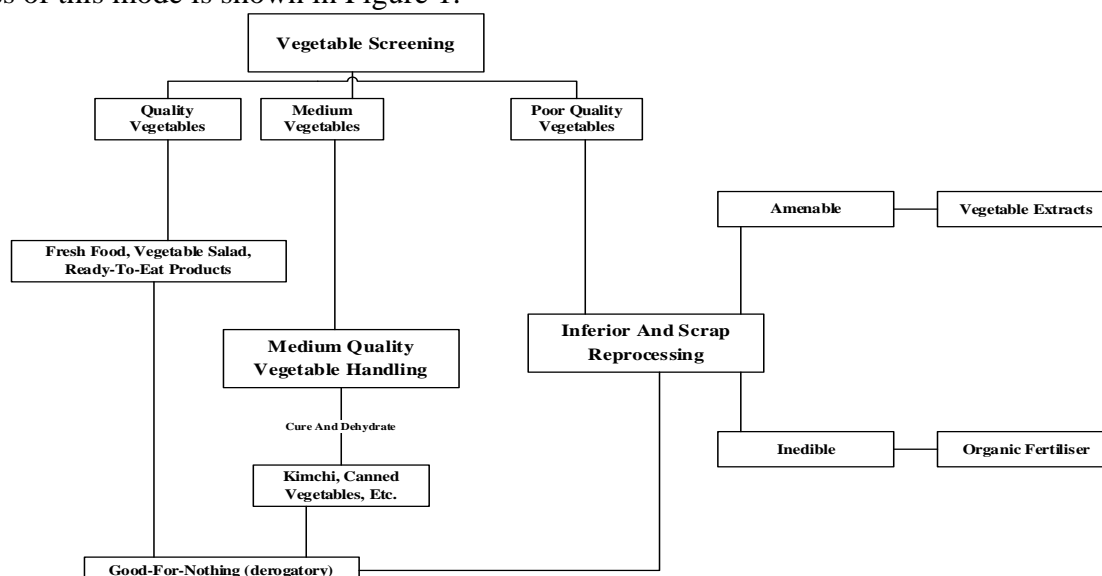 es of this mode is shown in Figure 1.
Vegetable Screening
Quality
Vegetables
Medium
Vegetables
Poor Quality
Vegetables
Amenable
Vegetable Extracts
Fresh Food, Vegetable Salad,
Ready-To-Eat Products
Inferior And Scrap
Reprocessing
Medium Quality
Vegetable Handling
Cure And Dehydrate
Inedible
Organic Fertiliser
Kimchi, Canned
Vegetables, Etc.
Good-For-Nothing (derogatory)